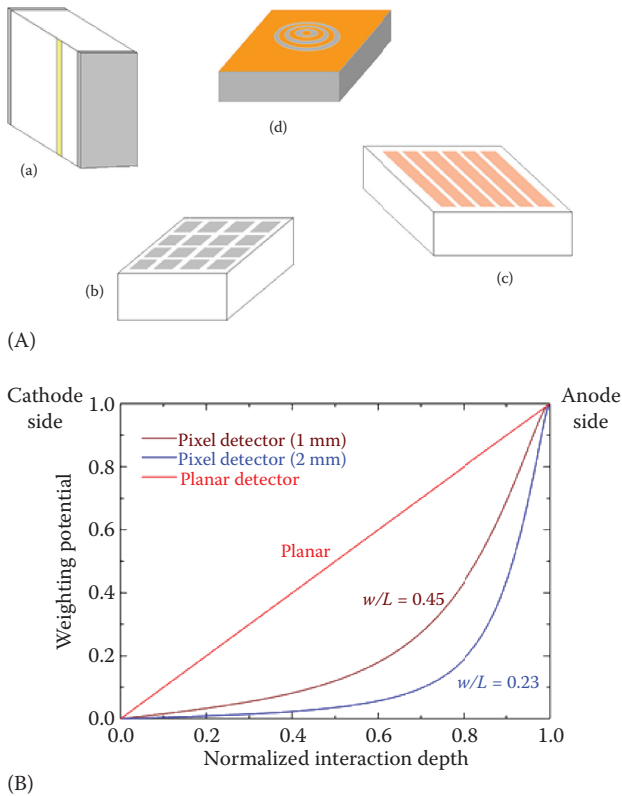 (a)
(d)
(b)
(c)
(A)
Cathode side
Anode side
Pixel detector (1 mm)
Pixel detector (2 mm)
Planar detector
Planar
w/L = 0.45
w/L = 0.23
Weighting potential
1.0
0.8
0.6
0.4
0.2
0.0
0.0 0.2 0.4 0.6 0.8 1.0
Normalized interaction depth
(B)